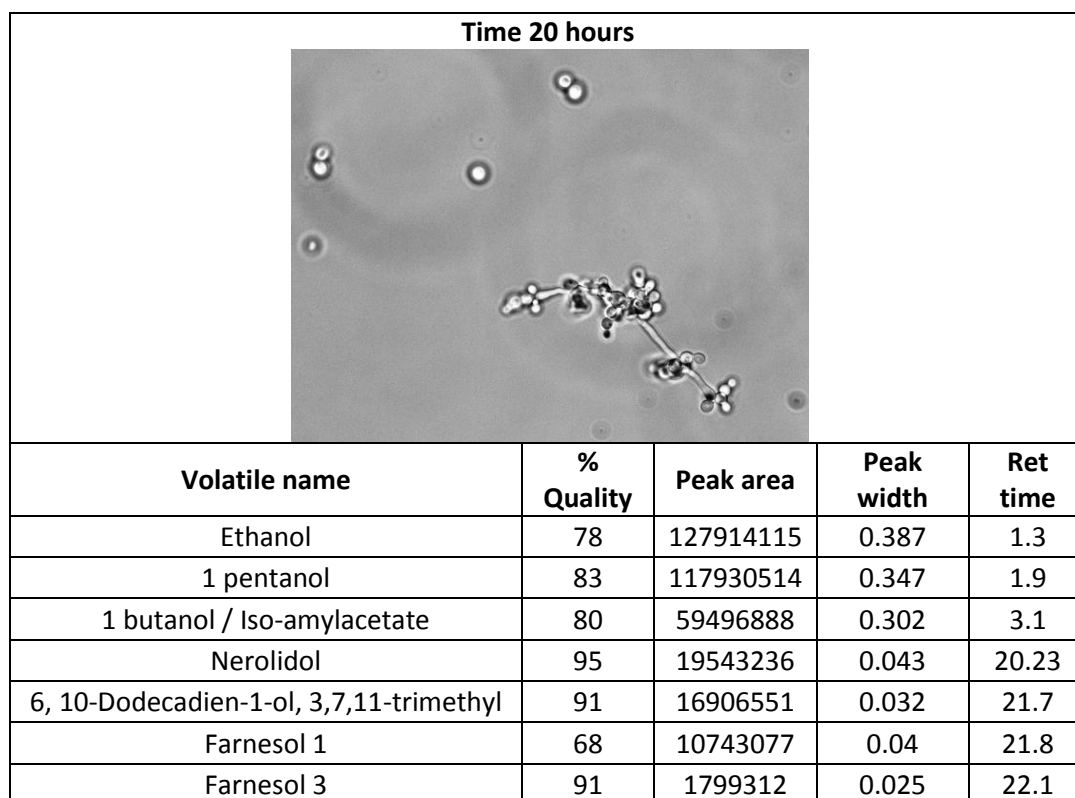 Time 20 hours
Volatile name % Quality Peak area Peak width Ret time
Ethanol 78 127914115 0.387 1.3
1 pentanol 83 117930514 0.347 1.9
1 butanol / Iso-amylacetate 80 59496888 0.302 3.1
Nerolidol 95 19543236 0.043 20.23
6, 10-Dodecadien-1-ol, 3,7,11-trimethyl 91 16906551 0.032 21.7
Farnesol 1 68 10743077 0.04 21.8
Farnesol 3 91 1799312 0.025 22.1